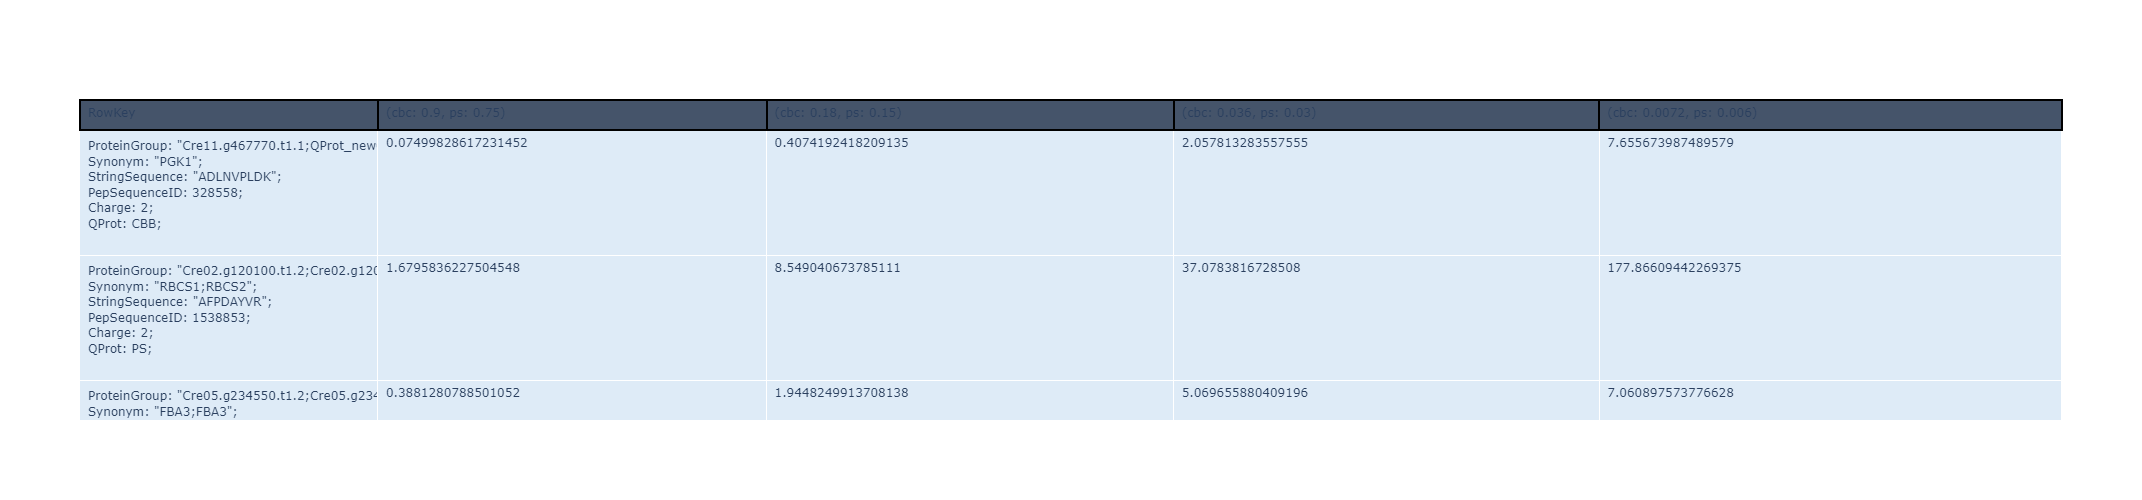 RowKey (cbc: 0.9, ps: 0.75) (cbc: 0.18, ps: 0.15) (cbc: 0.036, ps: 0.03) (cbc: 0.0072, ps: 0.006)
ProteinGroup: "Cre11.g467770.t1.1;QProt_new 0.07499828617231452 0.4074192418209135 2.057813283557555 7.655673987489579
Synonym: "PGK1";
StringSequence: "ADLNVPLDK";
PepSequenceID: 328558;
Charge: 2;
QProt: CBB;
ProteinGroup: "Cre02.g120100.t1.2;Cre02.g120 1.6795836227504548 8.549040673785111 37.0783816728508 177.86609442269375
Synonym: "RBCS1;RBCS2";
StringSequence: "AFPDAYVR";
PepSequenceID: 1538853;
Charge: 2;
QProt: PS;
ProteinGroup: "Cre05.g234550.t1.2;Cre05.g234 0.3881280788501052 1.9448249913708138 5.069655880409196 7.060897573776628
Synonym: "FBA3;FBA3";